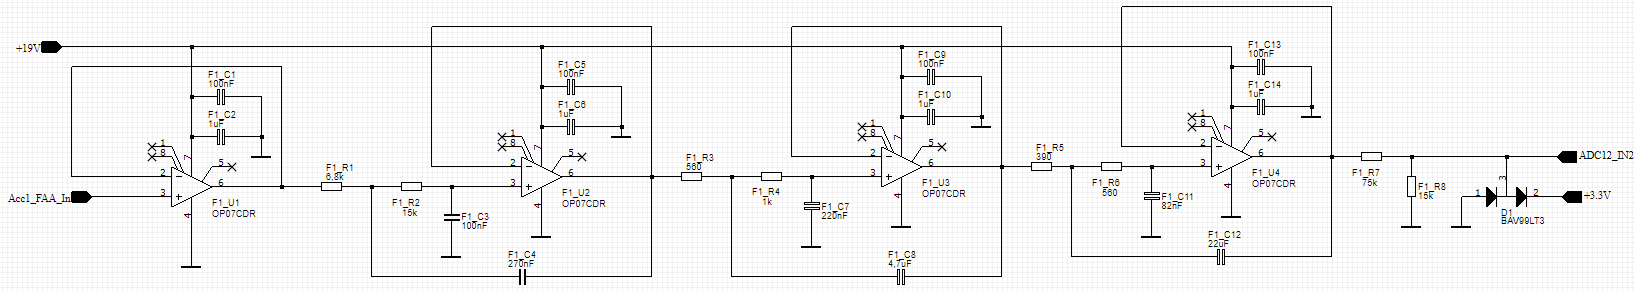 +19V
Acc1_FAA_In
F1_C1
100nF
F1_C2
1uF
1
8
7
5
2
3
6
4
F1_U1
OP07CDR
F1_R1
6,8k
F1_R2
15k
F1_C3
100nF
F1_C4
270nF
F1_C5
100nF
F1_C6
1uF
1
8
7
5
2
3
6
4
F1_U2
OP07CDR
F1_R3
560
F1_R4
1k
F1_C7
220nF
F1_C8
4,7uF
F1_C9
100nF
F1_C10
1uF
1
8
7
5
2
3
6
4
F1_U3
OP07CDR
F1_R5
390
F1_R6
560
F1_C11
82nF
F1_C12
22uF
F1_C13
100nF
F1_C14
1uF
1
8
7
5
2
3
6
4
F1_U4
OP07CDR
F1_R7
75k
F1_R8
15k
ADC12_IN2
3
1
2
+3.3V
D1
BAV99LT3